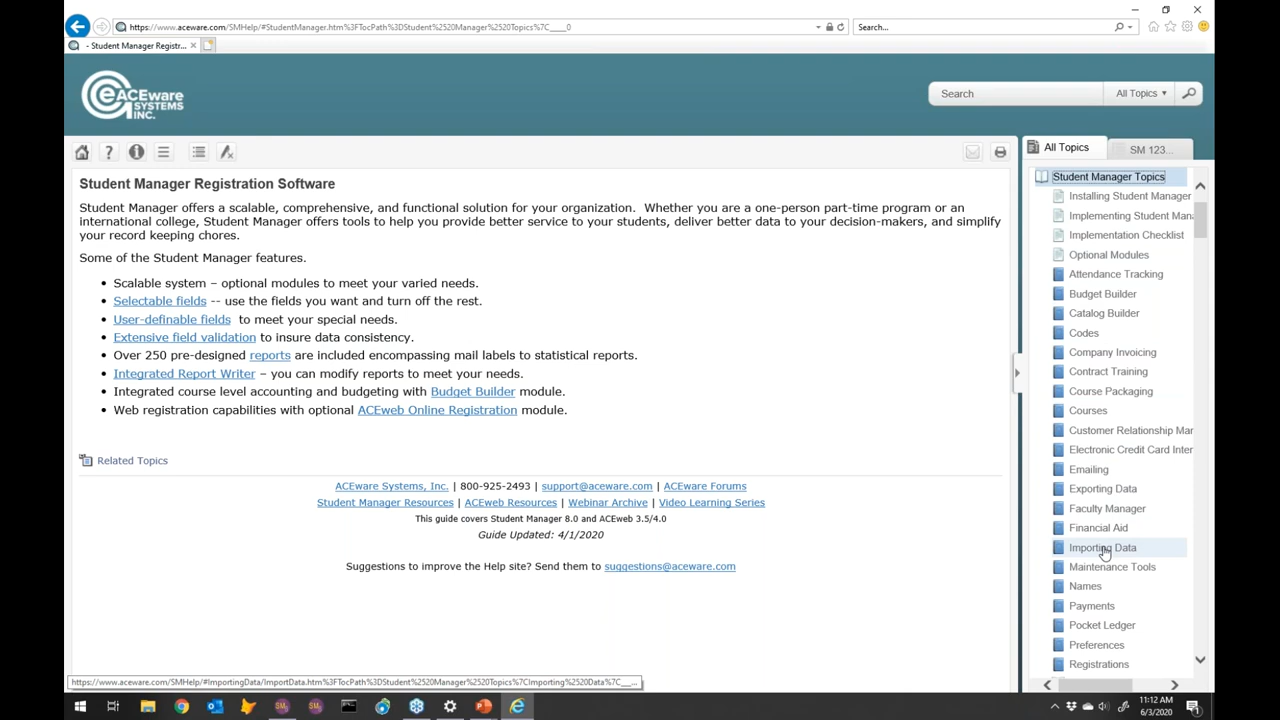 https://www.aceware.com/SMHelp/#StudentManager.htm%3FTocPath%3DStudent%2520Manager%2520Topics%7C____0
Search...
- Student Manager Registr...
ACEware
SYSTEMS
INC.
Search
All Topics
All Topics
SM 123...
Student Manager Registration Software
Student Manager offers a scalable, comprehensive, and functional solution for your organization. Whether you are a one-person part-time program or an
international college, Student Manager offers tools to help you provide better service to your students, deliver better data to your decision-makers, and simplify
your record keeping chores.
Some of the Student Manager features.
• Scalable system – optional modules to meet your varied needs.
• Selectable fields -- use the fields you want and turn off the rest.
• User-definable fields to meet your special needs.
• Extensive field validation to insure data consistency.
• Over 250 pre-designed reports are included encompassing mail labels to statistical reports.
• Integrated Report Writer – you can modify reports to meet your needs.
• Integrated course level accounting and budgeting with Budget Builder module.
• Web registration capabilities with optional ACEweb Online Registration module.
Related Topics
ACEware Systems, Inc. | 800-925-2493 | support@aceware.com | ACEware Forums
Student Manager Resources | ACEweb Resources | Webinar Archive | Video Learning Series
This guide covers Student Manager 8.0 and ACEweb 3.5/4.0
Guide Updated: 4/1/2020
Suggestions to improve the Help site? Send them to suggestions@aceware.com
Student Manager Topics
Installing Student Manager
Implementing Student Mana
Implementation Checklist
Optional Modules
Attendance Tracking
Budget Builder
Catalog Builder
Codes
Company Invoicing
Contract Training
Course Packaging
Courses
Customer Relationship Mar
Electronic Credit Card Inter
Emailing
Exporting Data
Faculty Manager
Financial Aid
Importing Data
Maintenance Tools
Names
Payments
Pocket Ledger
Preferences
Registrations
https://www.aceware.com/SMHelp/#ImportingData/ImportData.htm%3FTocPath%3DStudent%2520Manager%2520Topics%7CImporting%2520Data%7C___...
11:12 AM
6/3/2020